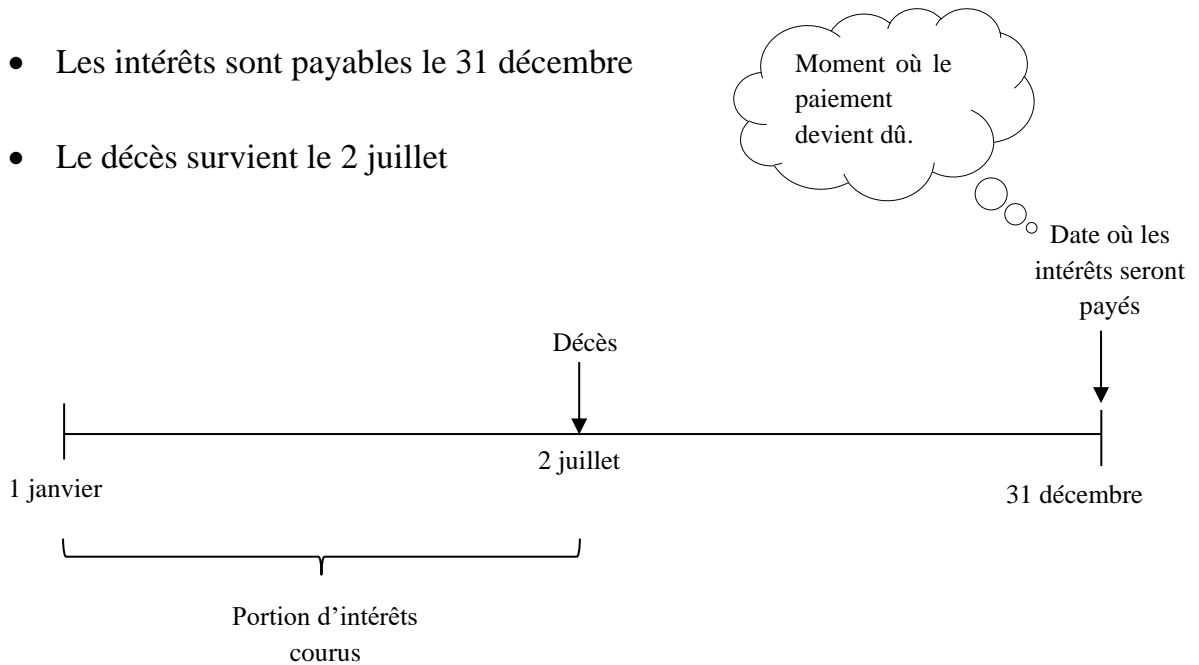 • Les intérêts sont payables le 31 décembre
Moment où le
paiement
devient dû.
• Le décès survient le 2 juillet
Date où les
intérêts seront
payés
Décès
2 juillet
1 janvier
31 décembre
Portion d’intérêts
courus